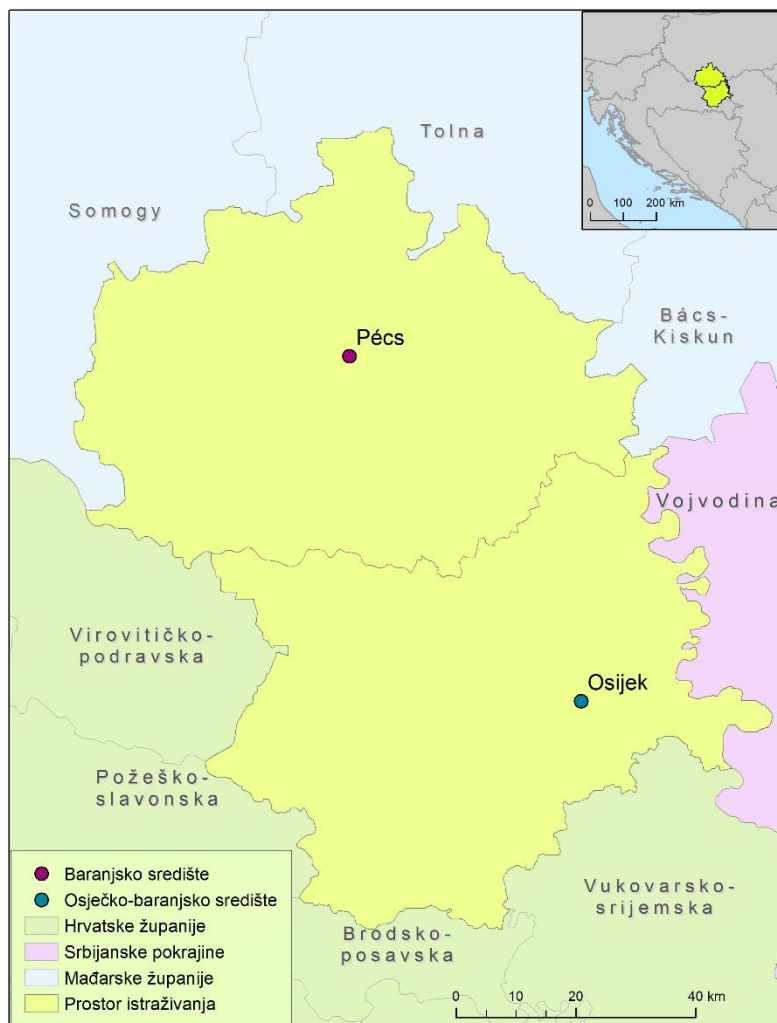 Tolna
Somogy
0 100 200 km
Bács-
Kiskun
Pécs
Vojvodina
Virovitičko-
podravska
Osijek
Požeško-
slavonska
Vukovarsko-
srijemska
Brodsko-
posavska
Baranjsko središte
Osječko-baranjsko središte
Hrvatske županije
Srbijanske pokrajine
Mađarske županije
Prostor istraživanja
0 10 20 40 km